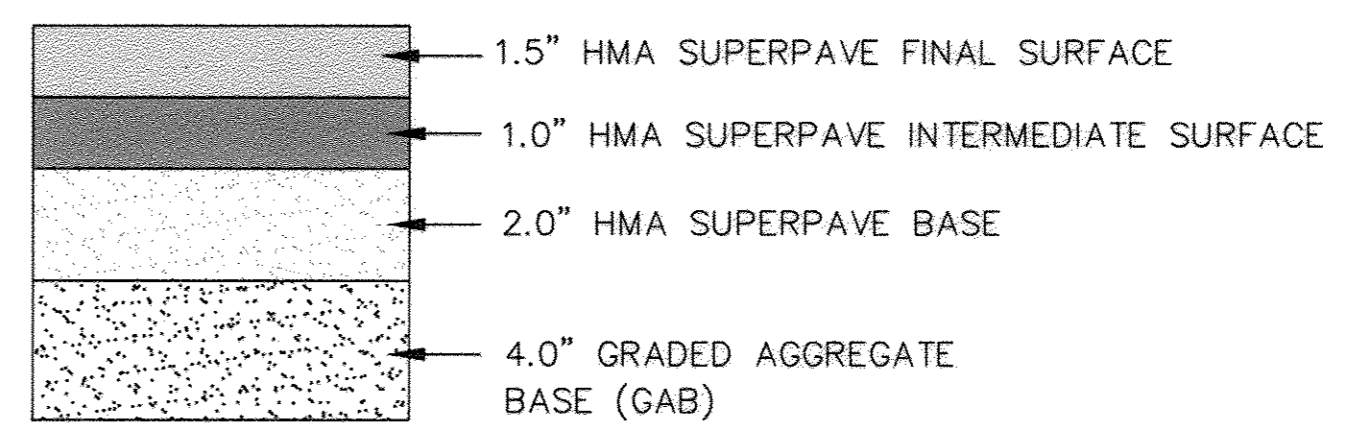 1.5" HMA SUPERPAVE FINAL SURFACE
1.0" HMA SUPERPAVE INTERMEDIATE SURFACE
2.0" HMA SUPERPAVE BASE
4.0" GRADED AGGREGATE
BASE (GAB)